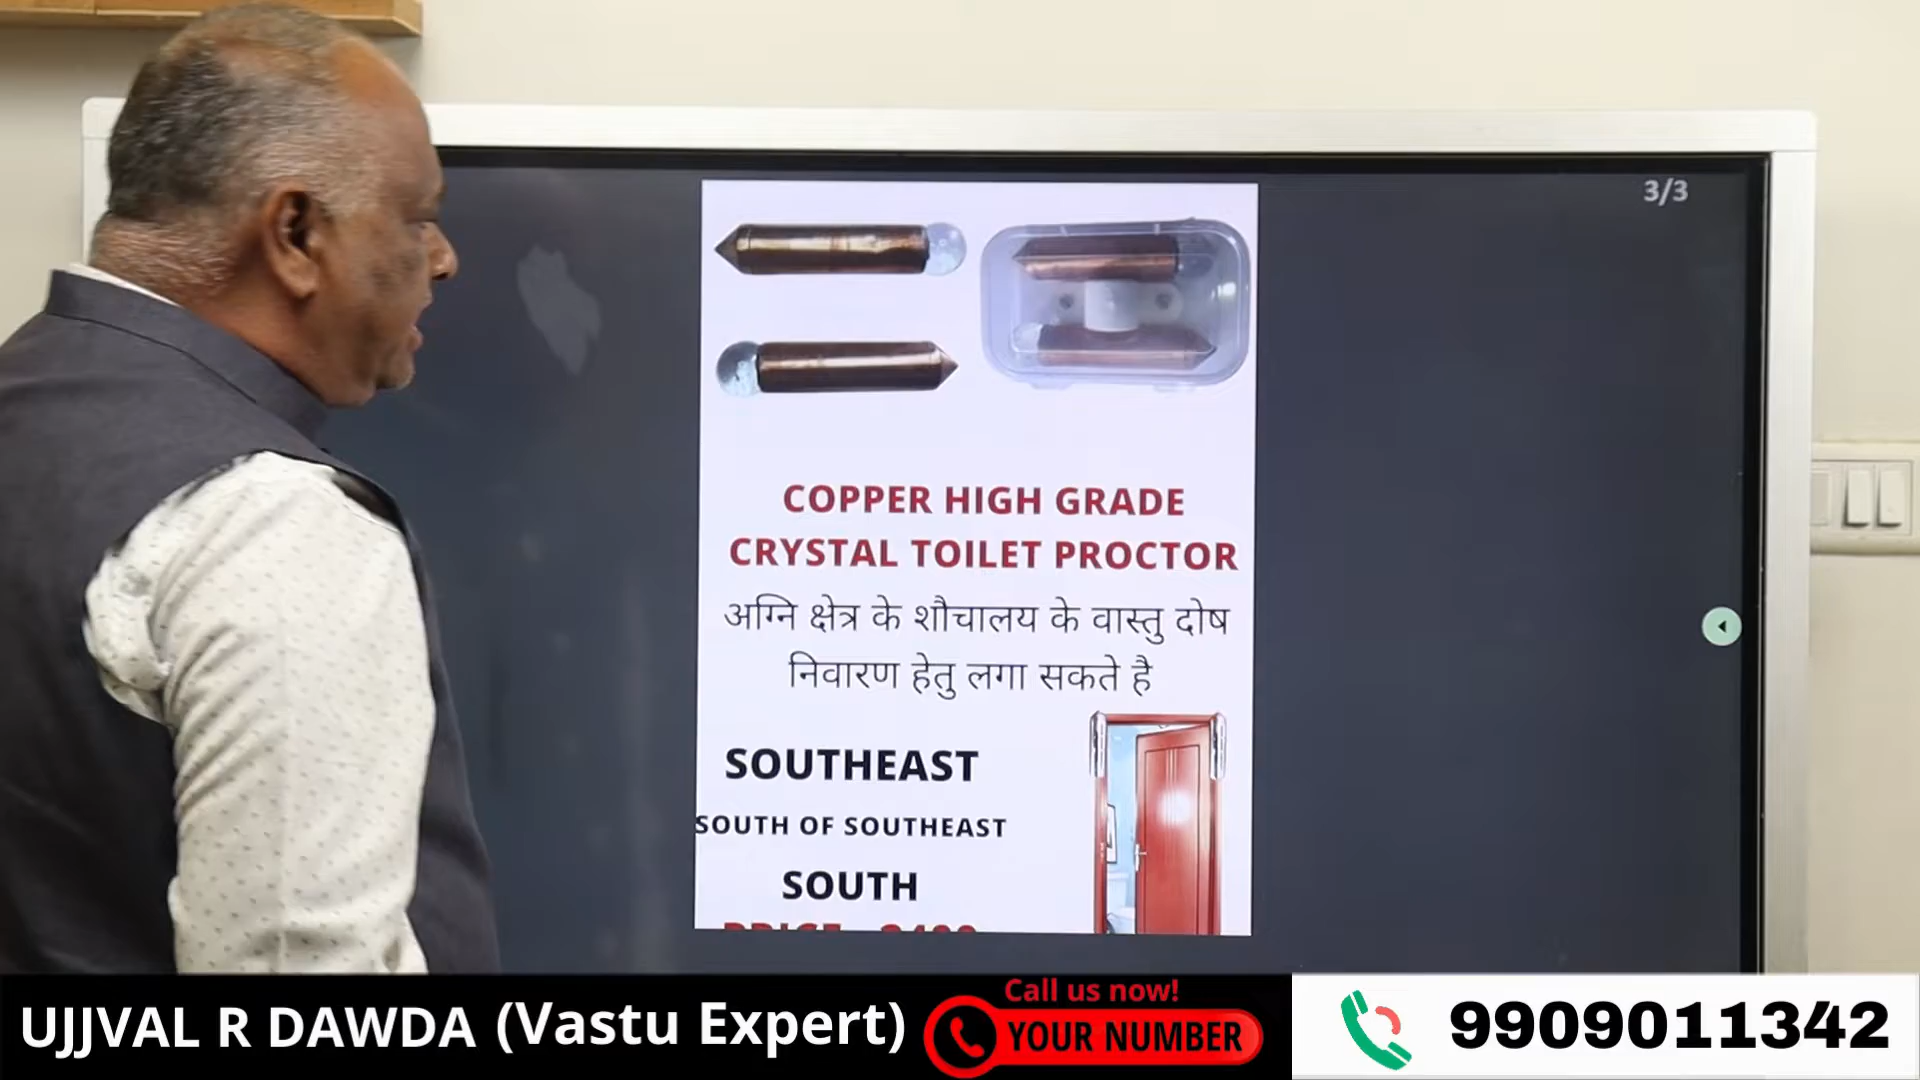 3/3
COPPER HIGH GRADE
CRYSTAL TOILET PROCTOR
अग्नि क्षेत्र के शौचालय के वास्तु दोष
निवारण हेतु लगा सकते है
SOUTHEAST
SOUTH OF SOUTHEAST
SOUTH
UJJVAL R DAWDA (Vastu Expert)
Call us now!
YOUR NUMBER
9909011342